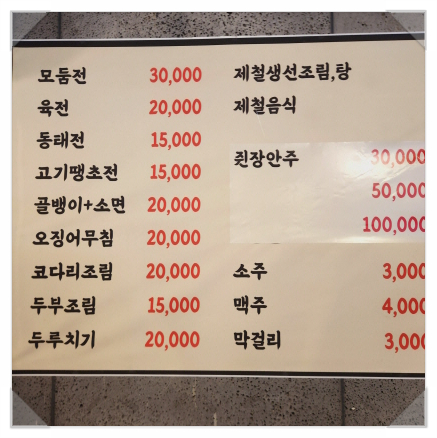 모둠전 30,000
육전 20,000
동태전 15,000
고기땡초전 15,000
골뱅이+소면 20,000
오징어무침 20,000
코다리조림 20,000
두부조림 15,000
두루치기 20,000
제철생선조림,탕
제철음식
쥔장안주 30,000
50,000
100,000
소주 3,000
맥주 4,000
막걸리 3,000